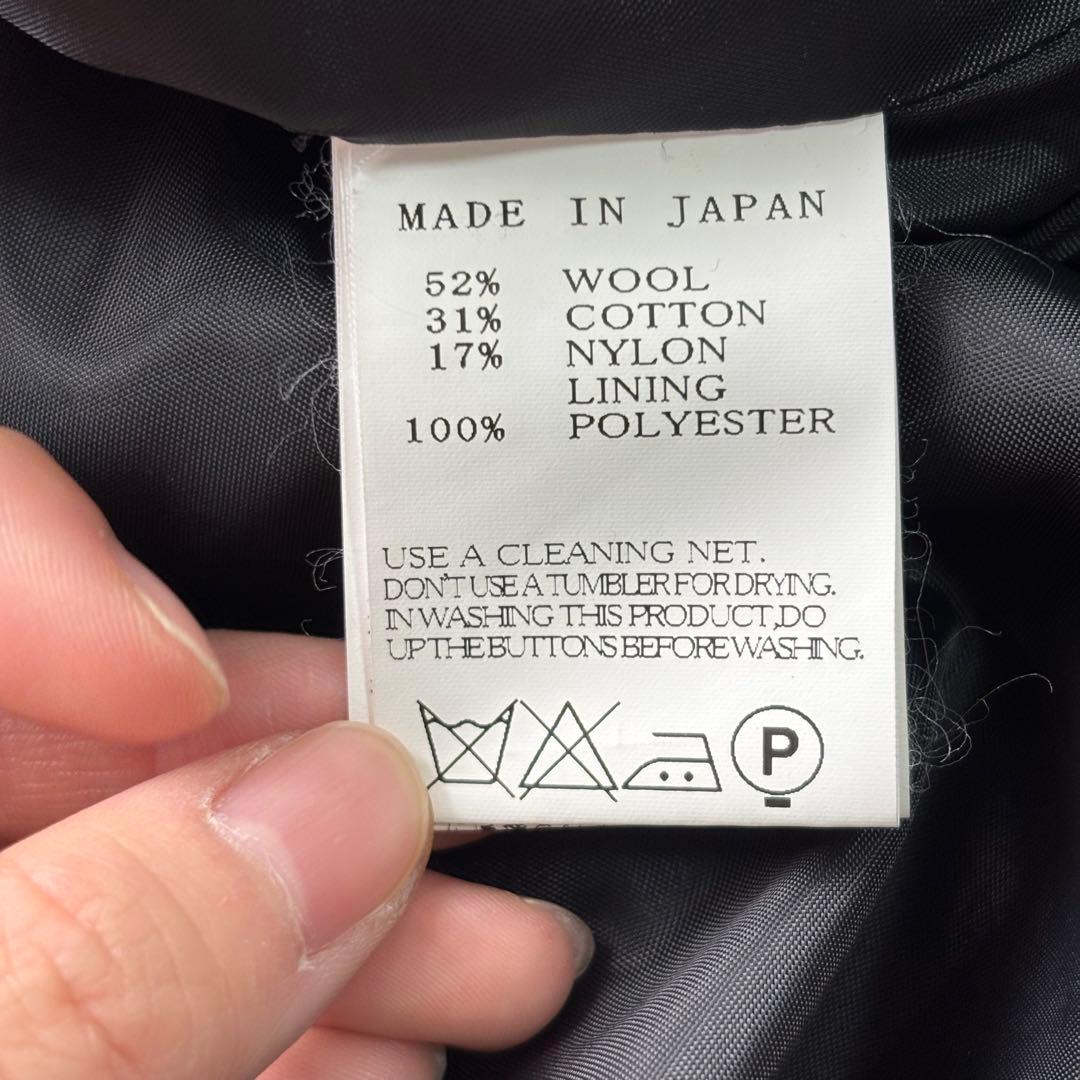 MADE IN JAPAN
52% WOOL
31% COTTON
17% NYLON
LINING
100% POLYESTER
USE A CLEANING NET.
DON'T USE A TUMBLER FOR DRYING.
IN WASHING THIS PRODUCT,DO
UP THE BUTTONS BEFORE WASHING.
P